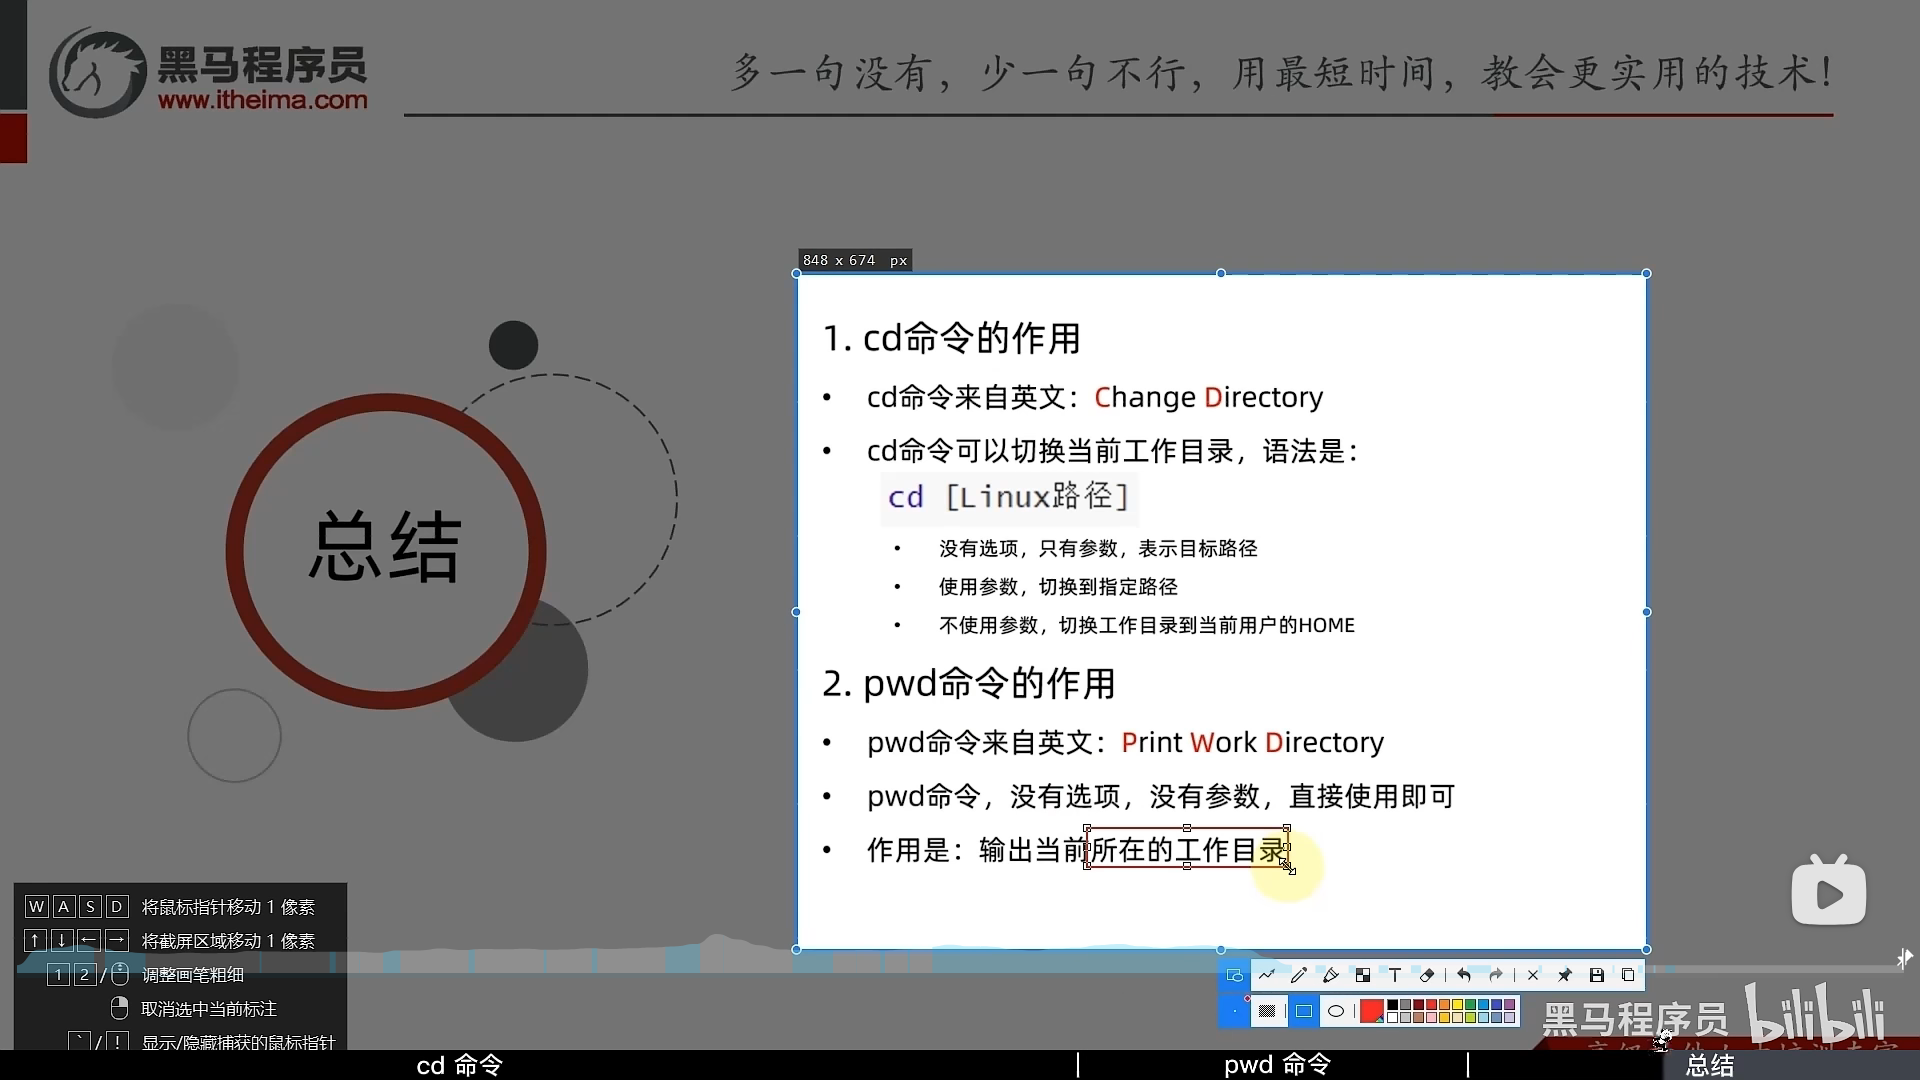 黑马程序员
www.itheima.com
多一句没有，少一句不行，用最短时间，教会更实用的技术！
848 x 674 px
总结
1. cd命令的作用
• cd命令来自英文：Change Directory
• cd命令可以切换当前工作目录，语法是：
cd [Linux路径]
• 没有选项，只有参数，表示目标路径
• 使用参数，切换到指定路径
• 不使用参数，切换工作目录到当前用户的HOME
2. pwd命令的作用
• pwd命令来自英文：Print Work Directory
• pwd命令，没有选项，没有参数，直接使用即可
• 作用是：输出当前所在的工作目录
W A S D 将鼠标指针移动 1 像素
↑ ↓ ← → 将截屏区域移动 1 像素
1 2 / 调整画笔粗细
取消选中当前标注
` / ! 显示/隐藏捕获的鼠标指针
T
黑马程序员 bilibili
cd 命令 | pwd 命令 | 总结